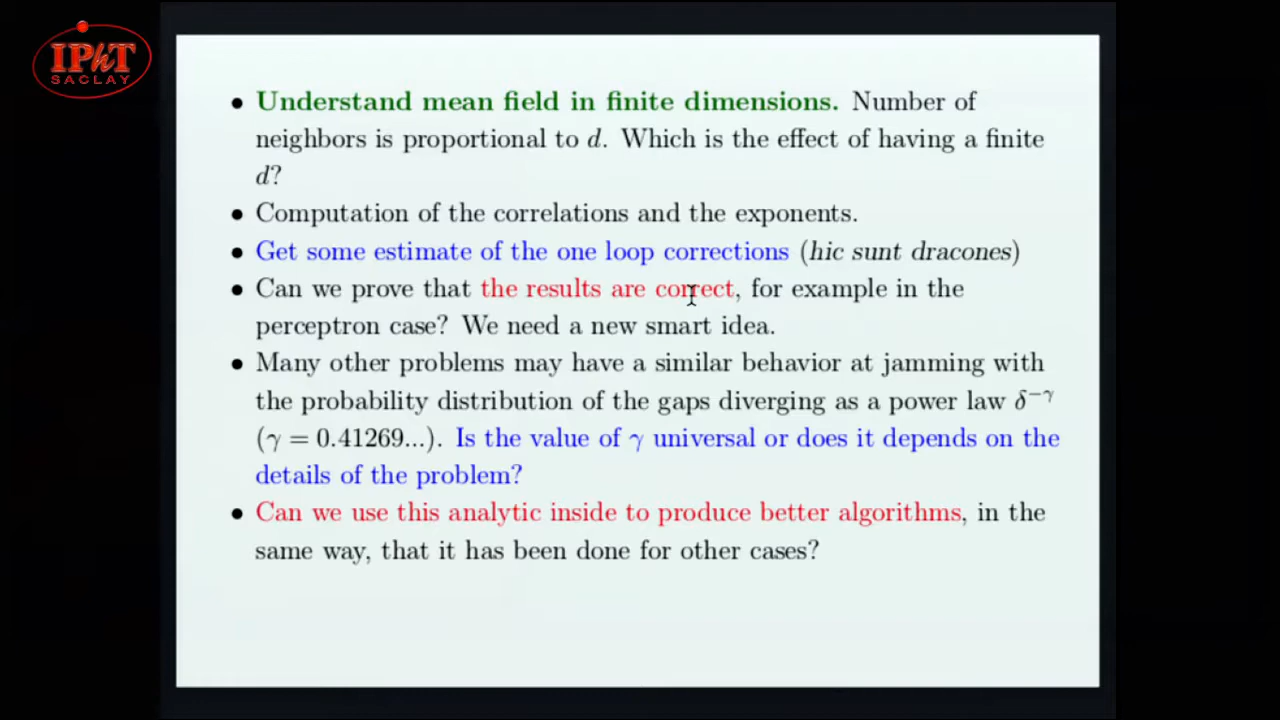 IPhT
SACLAY
• Understand mean field in finite dimensions. Number of
neighbors is proportional to d. Which is the effect of having a finite
d?
• Computation of the correlations and the exponents.
• Get some estimate of the one loop corrections (hic sunt dracones)
• Can we prove that the results are correct, for example in the
perceptron case? We need a new smart idea.
• Many other problems may have a similar behavior at jamming with
the probability distribution of the gaps diverging as a power law δ^{−γ}
(γ = 0.41269...). Is the value of γ universal or does it depends on the
details of the problem?
• Can we use this analytic inside to produce better algorithms, in the
same way, that it has been done for other cases?